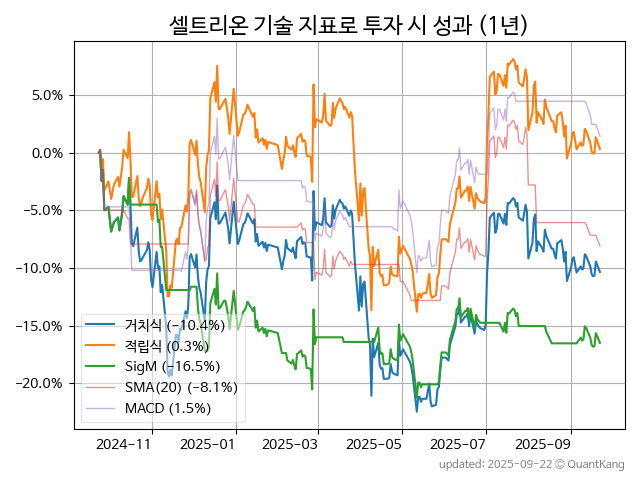 셀트리온 기술 지표로 투자 시 성과 (1년)
5.0%
0.0%
−5.0%
−10.0%
−15.0%
−20.0%
거치식 (−10.4%)
적립식 (0.3%)
SigM (−16.5%)
SMA(20) (−8.1%)
MACD (1.5%)
2024−11 2025−01 2025−03 2025−05 2025−07 2025−09
updated: 2025−09−22 © QuantKang